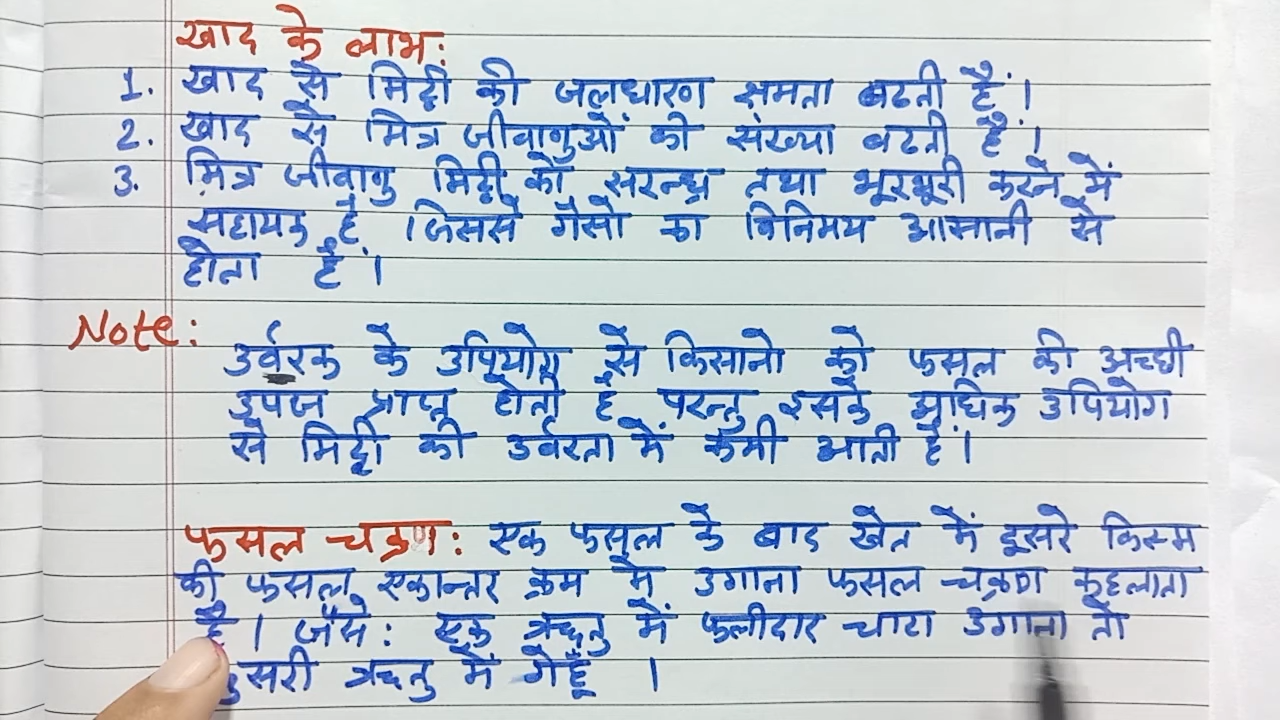 खाद के लाभ:
1. खाद से मिट्टी की जलधारण क्षमता बढती है।
2. खाद से मित्र जीवाणुओं की संख्या बढती है।
3. मित्र जीवाणु मिट्टी को सरन्ध्र तथा भूरभूरी करने में
सहायक है जिससे गैसो का विनिमय आसानी से
होता है।
Note:
उर्वरक के उपियोग से किसानो को फसल की अच्छी
उपज प्राप्त होती है परन्तु इसके अधिक उपियोग
से मिट्टी की उर्वरता में कमी आती है।
फसल चक्रण: एक फसल के बाद खेत में दूसरे किस्म
की फसल एकान्तर क्रम में उगाना फसल चक्रण कहलाता
है। जैसे: एक ऋतु में फलीदार चारा उगाना तो
दुसरी ऋतु में गेहूँ ।